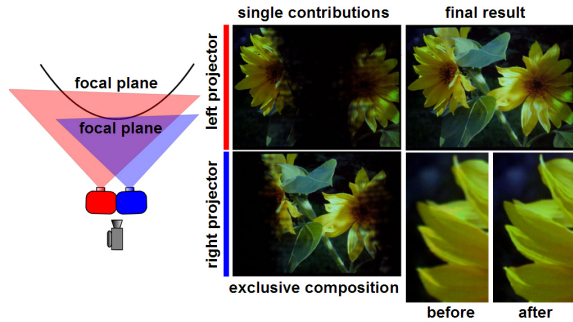 single contributions
final result
focal plane
focal plane
left projector
right projector
exclusive composition
before
after